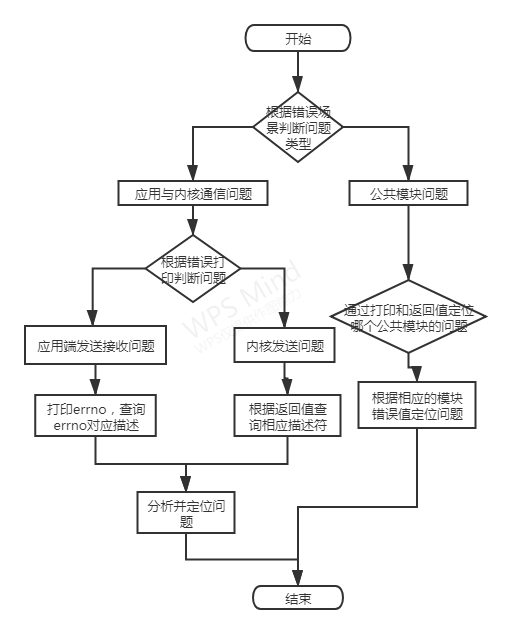 开始
根据错误场
景判断问题
类型
应用与内核通信问题
公共模块问题
根据错误打
印判断问题
通过打印和返回值定位
哪个公共模块的问题
应用端发送接收问题
内核发送问题
打印errno，查询
errno对应描述
根据返回值查
询相应描述符
根据相应的模块
错误值定位问题
分析并定位问
题
结束
WPS Mind